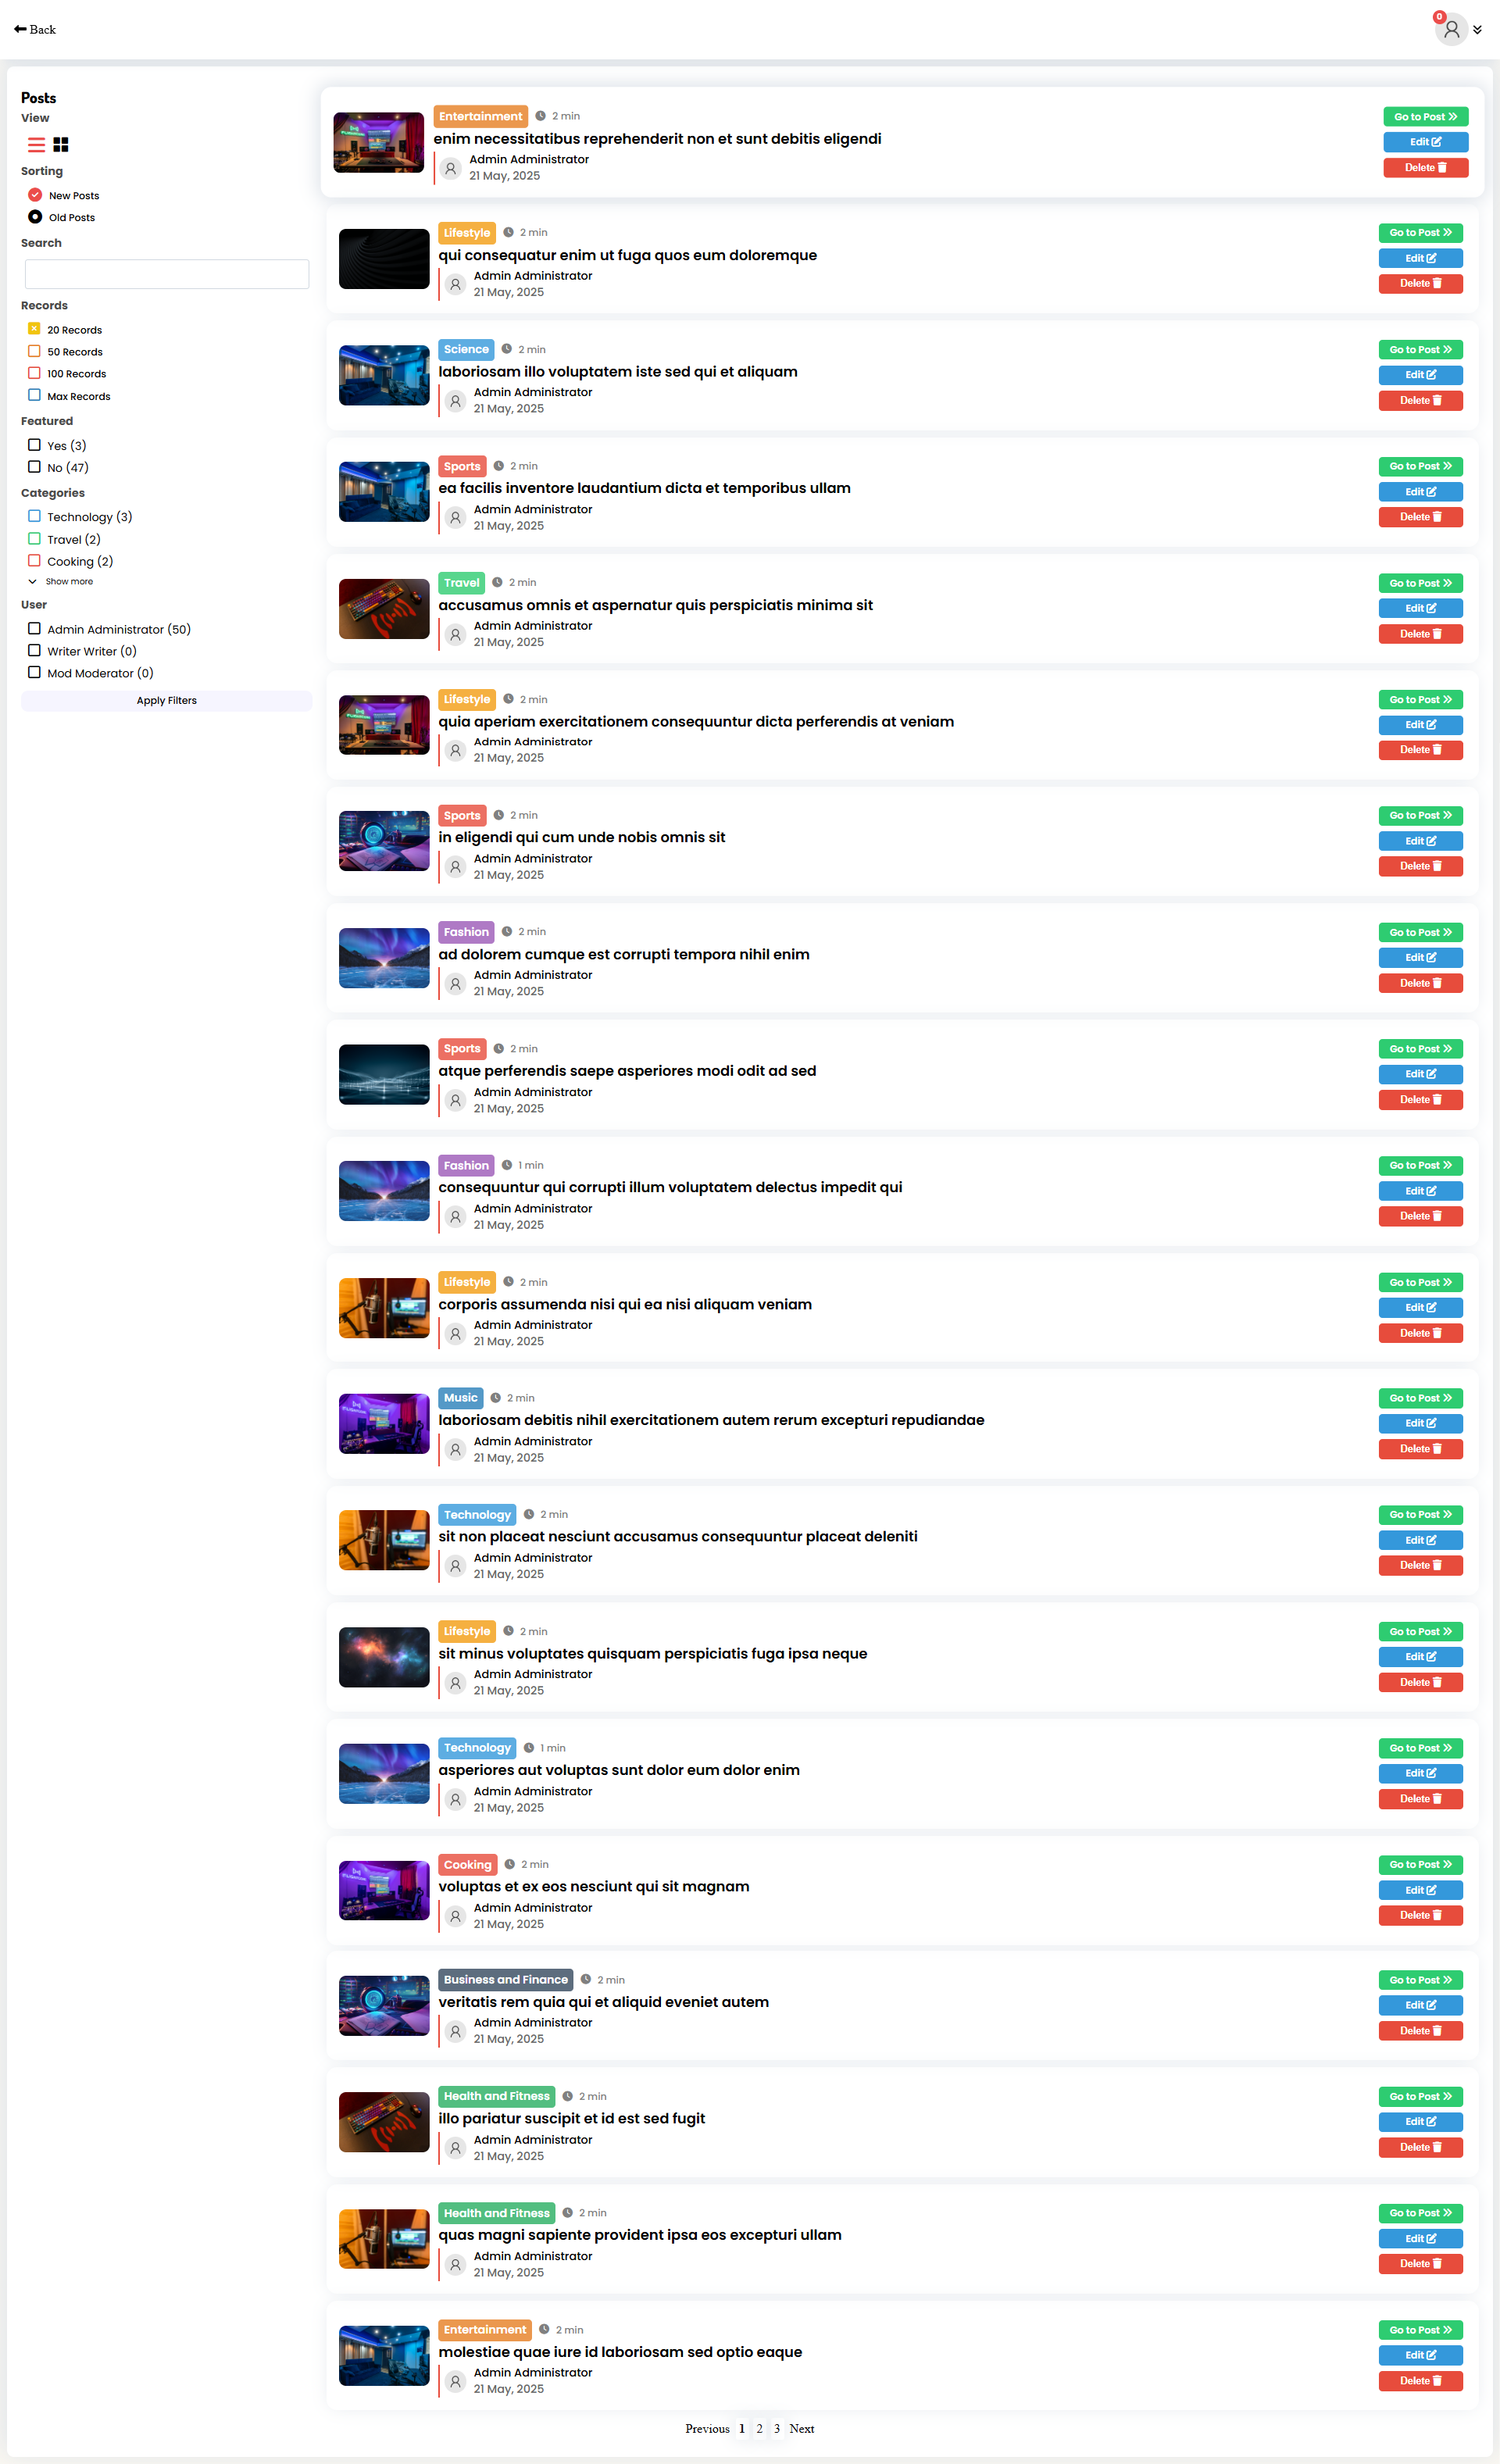 Back
0
Posts
View
Sorting
New Posts
Old Posts
Search
Records
20 Records
50 Records
100 Records
Max Records
Featured
Yes (3)
No (47)
Categories
Technology (3)
Travel (2)
Cooking (2)
Show more
User
Admin Administrator (50)
Writer Writer (0)
Mod Moderator (0)
Apply Filters
Entertainment 2 min
enim necessitatibus reprehenderit non et sunt debitis eligendi
Admin Administrator
21 May, 2025
Go to Post
Edit
Delete
Lifestyle 2 min
qui consequatur enim ut fuga quos eum doloremque
Admin Administrator
21 May, 2025
Go to Post
Edit
Delete
Science 2 min
laboriosam illo voluptatem iste sed qui et aliquam
Admin Administrator
21 May, 2025
Go to Post
Edit
Delete
Sports 2 min
ea facilis inventore laudantium dicta et temporibus ullam
Admin Administrator
21 May, 2025
Go to Post
Edit
Delete
Travel 2 min
accusamus omnis et aspernatur quis perspiciatis minima sit
Admin Administrator
21 May, 2025
Go to Post
Edit
Delete
Lifestyle 2 min
quia aperiam exercitationem consequuntur dicta perferendis at veniam
Admin Administrator
21 May, 2025
Go to Post
Edit
Delete
Sports 2 min
in eligendi qui cum unde nobis omnis sit
Admin Administrator
21 May, 2025
Go to Post
Edit
Delete
Fashion 2 min
ad dolorem cumque est corrupti tempora nihil enim
Admin Administrator
21 May, 2025
Go to Post
Edit
Delete
Sports 2 min
atque perferendis saepe asperiores modi odit ad sed
Admin Administrator
21 May, 2025
Go to Post
Edit
Delete
Fashion 1 min
consequuntur qui corrupti illum voluptatem delectus impedit qui
Admin Administrator
21 May, 2025
Go to Post
Edit
Delete
Lifestyle 2 min
corporis assumenda nisi qui ea nisi aliquam veniam
Admin Administrator
21 May, 2025
Go to Post
Edit
Delete
Music 2 min
laboriosam debitis nihil exercitationem autem rerum excepturi repudiandae
Admin Administrator
21 May, 2025
Go to Post
Edit
Delete
Technology 2 min
sit non placeat nesciunt accusamus consequuntur placeat deleniti
Admin Administrator
21 May, 2025
Go to Post
Edit
Delete
Lifestyle 2 min
sit minus voluptates quisquam perspiciatis fuga ipsa neque
Admin Administrator
21 May, 2025
Go to Post
Edit
Delete
Technology 1 min
asperiores aut voluptas sunt dolor eum dolor enim
Admin Administrator
21 May, 2025
Go to Post
Edit
Delete
Cooking 2 min
voluptas et ex eos nesciunt qui sit magnam
Admin Administrator
21 May, 2025
Go to Post
Edit
Delete
Business and Finance 2 min
veritatis rem quia qui et aliquid eveniet autem
Admin Administrator
21 May, 2025
Go to Post
Edit
Delete
Health and Fitness 2 min
illo pariatur suscipit et id est sed fugit
Admin Administrator
21 May, 2025
Go to Post
Edit
Delete
Health and Fitness 2 min
quas magni sapiente provident ipsa eos excepturi ullam
Admin Administrator
21 May, 2025
Go to Post
Edit
Delete
Entertainment 2 min
molestiae quae iure id laboriosam sed optio eaque
Admin Administrator
21 May, 2025
Go to Post
Edit
Delete
Previous 1 2 3 Next